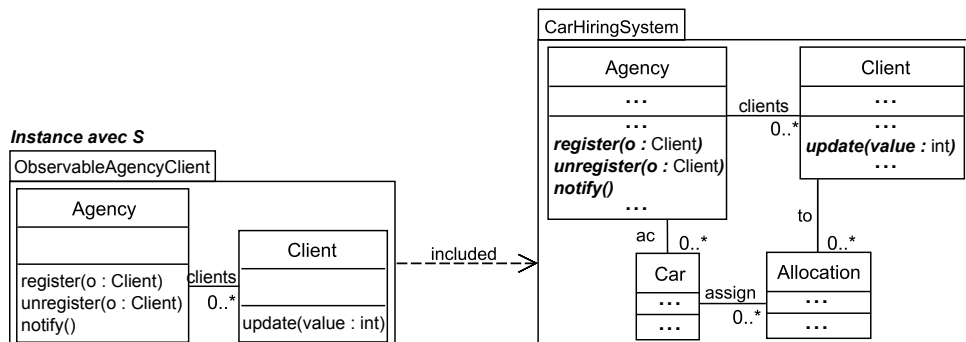 Instance avec S
ObservableAgencyClient
Agency
register(o : Client)
unregister(o : Client)
notify()
clients
0..*
Client
update(value : int)
included
CarHiringSystem
Agency
...
...
register(o : Client)
unregister(o : Client)
notify()
...
clients
0..*
Client
...
...
update(value : int)
...
ac
0..*
to
0..*
Car
...
...
assign
0..*
Allocation
...
...